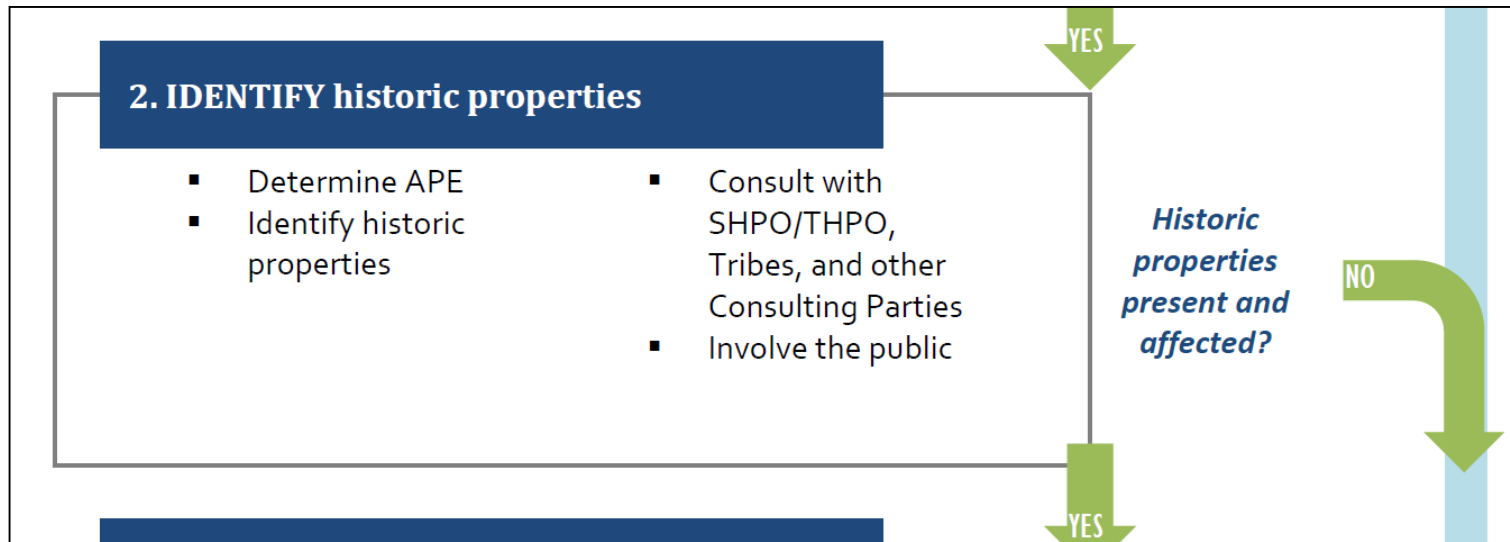 YES
2. IDENTIFY historic properties
▪ Determine APE
▪ Identify historic
properties
▪ Consult with
SHPO/THPO,
Tribes, and other
Consulting Parties
▪ Involve the public
Historic
properties
present and
affected?
NO
YES